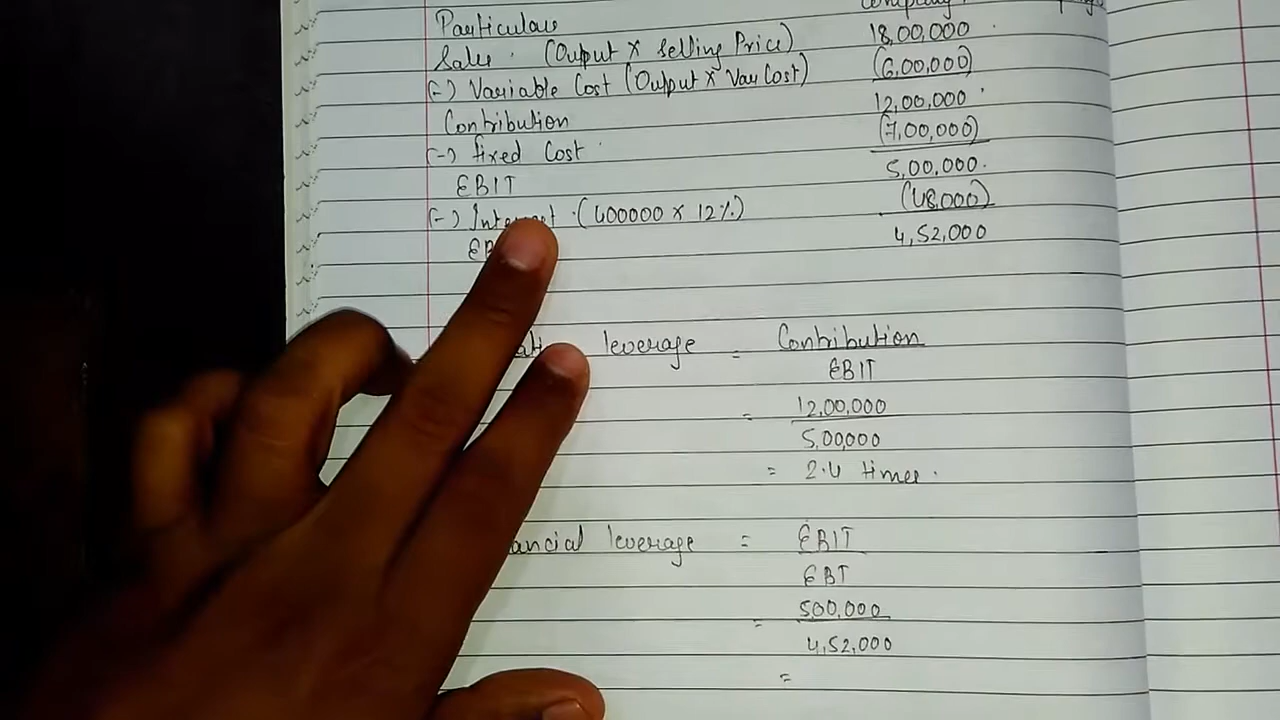 Particulars
Sales (Output x Selling Price) 18,00,000
(-) Variable Cost (Output x Var Cost) (6,00,000)
Contribution 12,00,000
(-) fixed Cost (7,00,000)
EBIT 5,00,000
(-) Interest (400000 x 12%) (48,000)
4,52,000
leverage = Contribution
EBIT
= 12,00,000
5,00,000
= 2.4 times.
leverage = EBIT
EBT
= 500,000
4,52,000
=